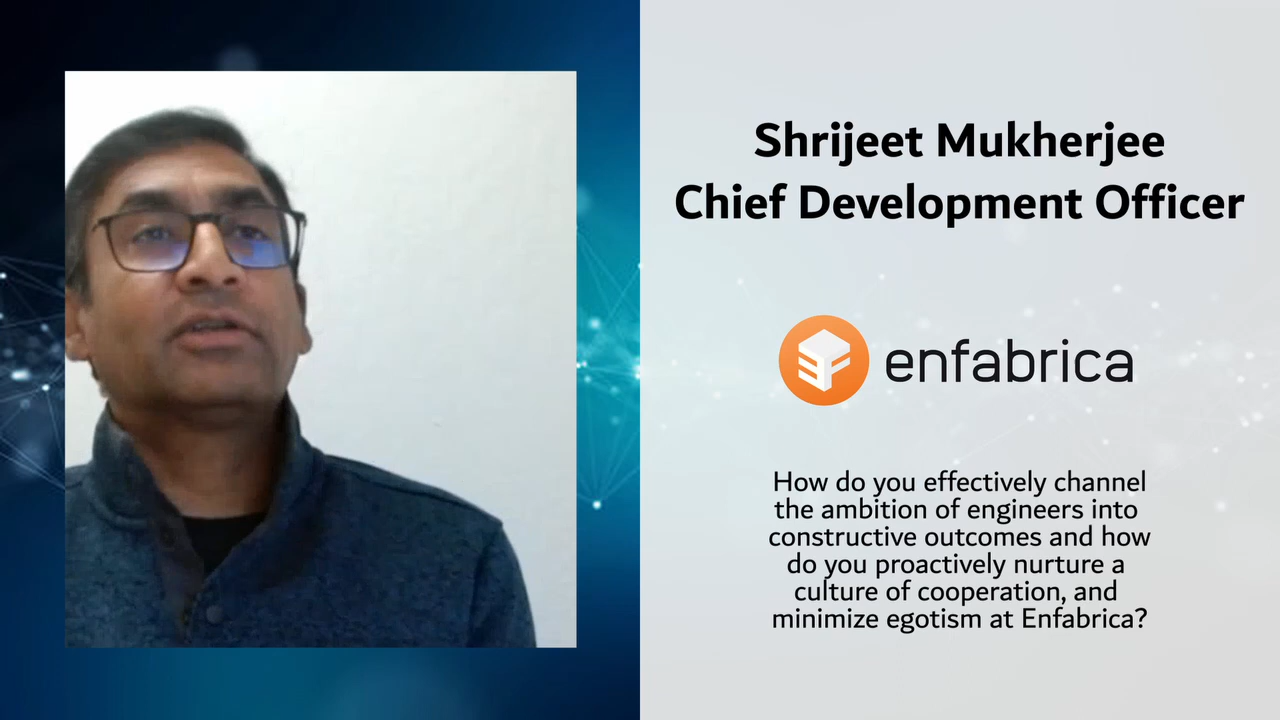 Shrijeet Mukherjee
Chief Development Officer
enfabrica
How do you effectively channel
the ambition of engineers into
constructive outcomes and how
do you proactively nurture a
culture of cooperation, and
minimize egotism at Enfabrica?